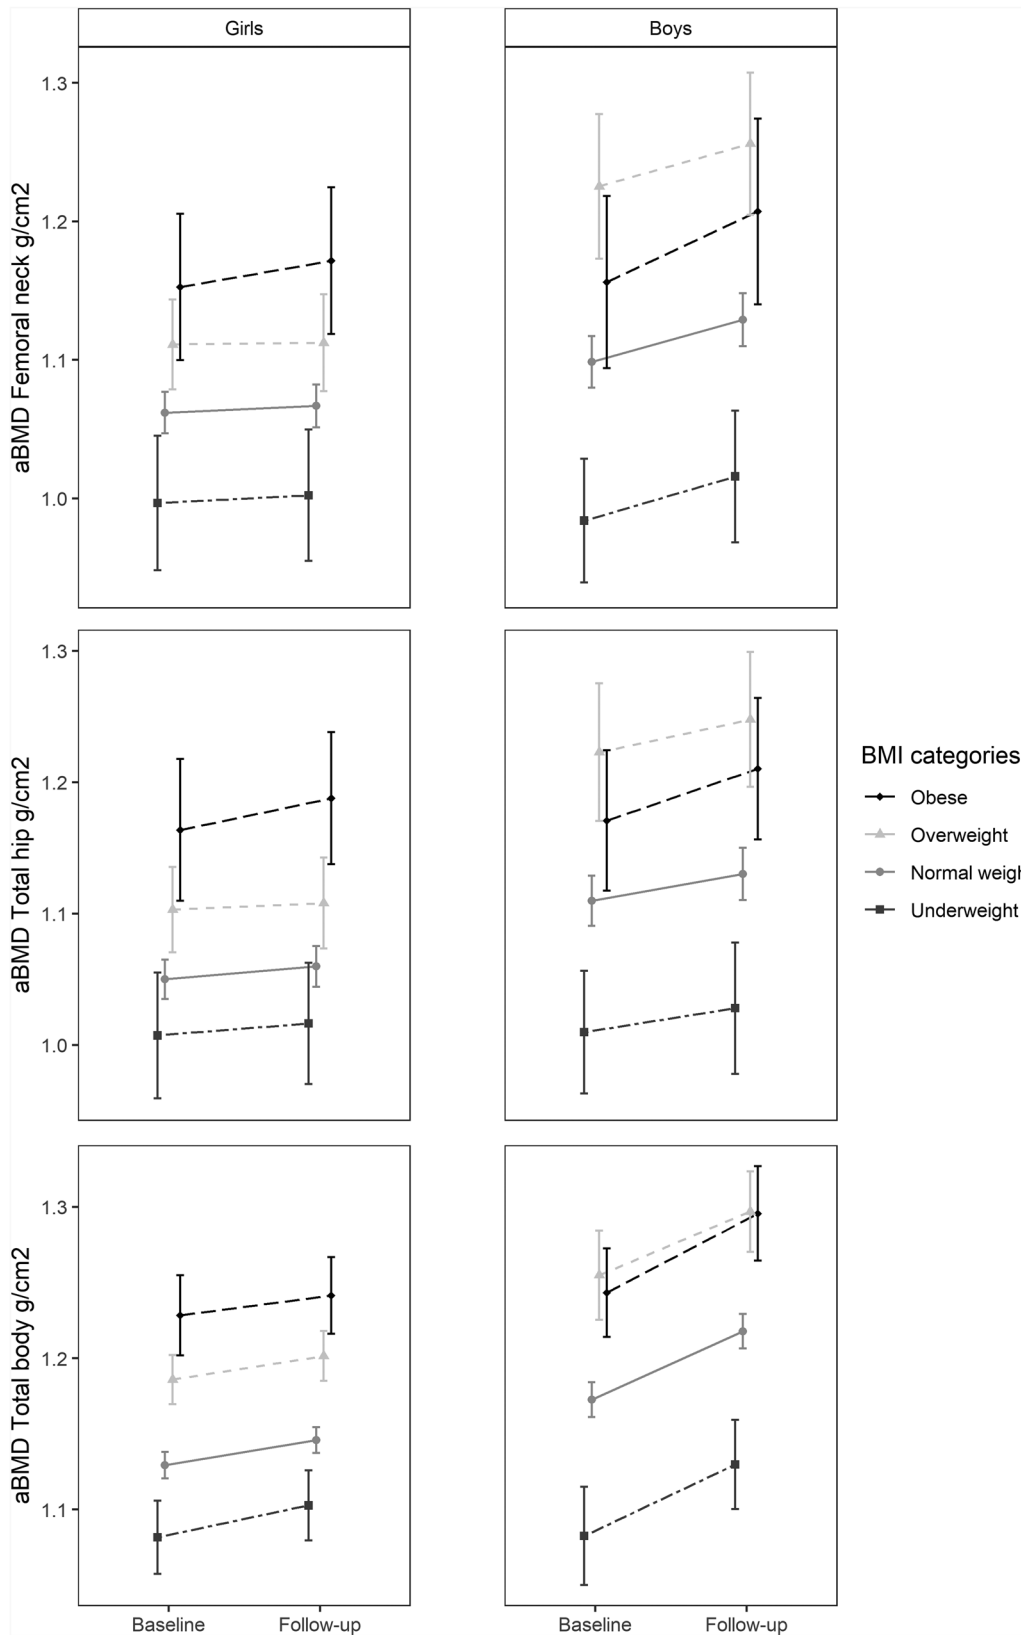 Girls
Boys
aBMD Femoral neck g/cm2
1.3
1.2
1.1
1.0
aBMD Total hip g/cm2
1.3
1.2
1.1
1.0
BMI categories
Obese
Overweight
Normal weigh
Underweight
aBMD Total body g/cm2
1.3
1.2
1.1
Baseline
Follow-up
Baseline
Follow-up